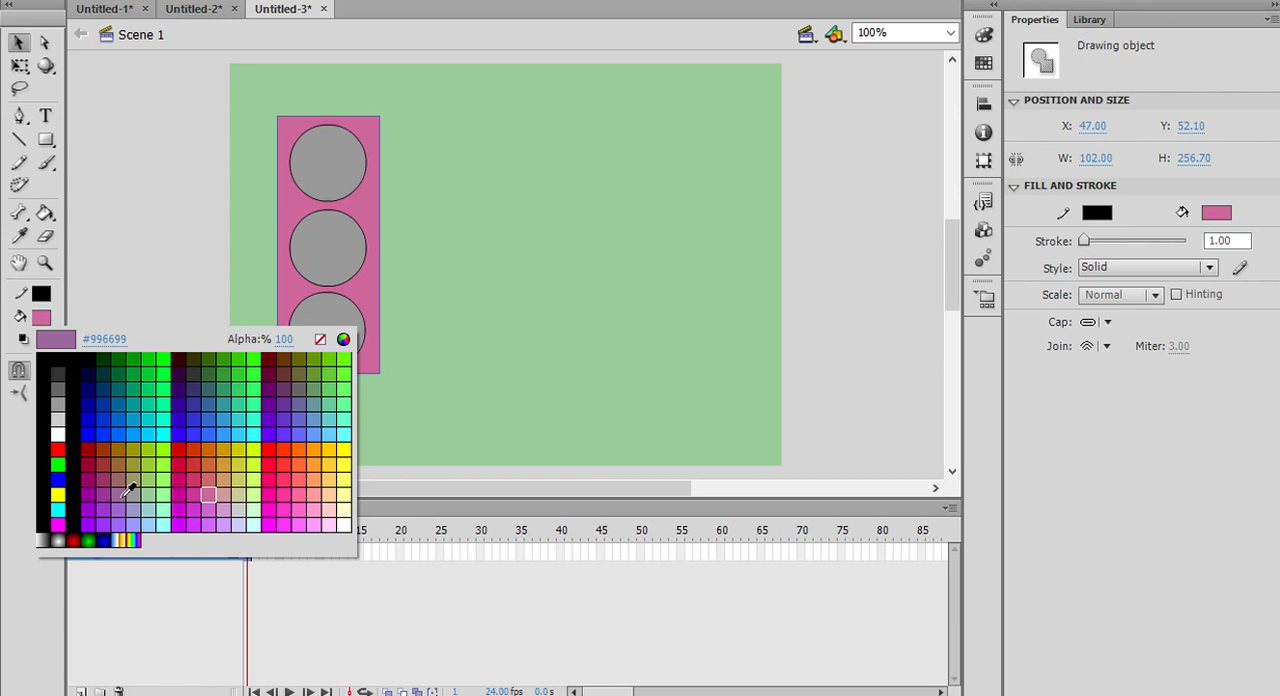 Untitled-1* × Untitled-2* × Untitled-3* ×
Properties Library
Scene 1
100%
Drawing object
POSITION AND SIZE
X: 47.00 Y: 52.10
W: 102.00 H: 256.70
FILL AND STROKE
Stroke: 1.00
Style: Solid
Scale: Normal Hinting
Cap:
Join: Miter: 3.00
#996699 Alpha:% 100
15 20 25 30 35 40 45 50 55 60 65 70 75 80 85
1 24.00 fps 0.0 s